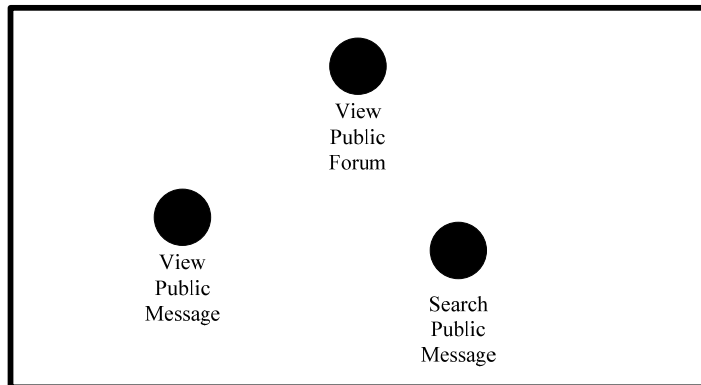 View
Public
Forum
View
Public
Message
Search
Public
Message